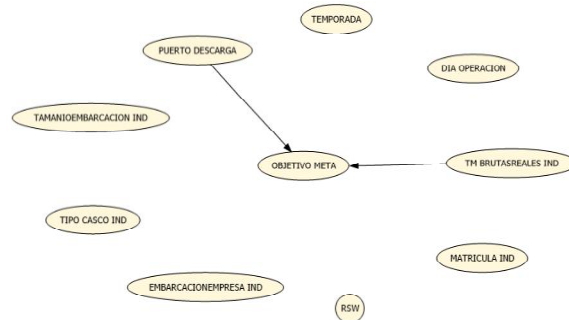 TEMPORADA
PUERTO DESCARGA
DIA OPERACION
TAMANIOEMBARCACION IND
OBJETIVO META
TM BRUTASREALES IND
TIPO CASCO IND
MATRICULA IND
EMBARCACIONEMPRESA IND
RSW